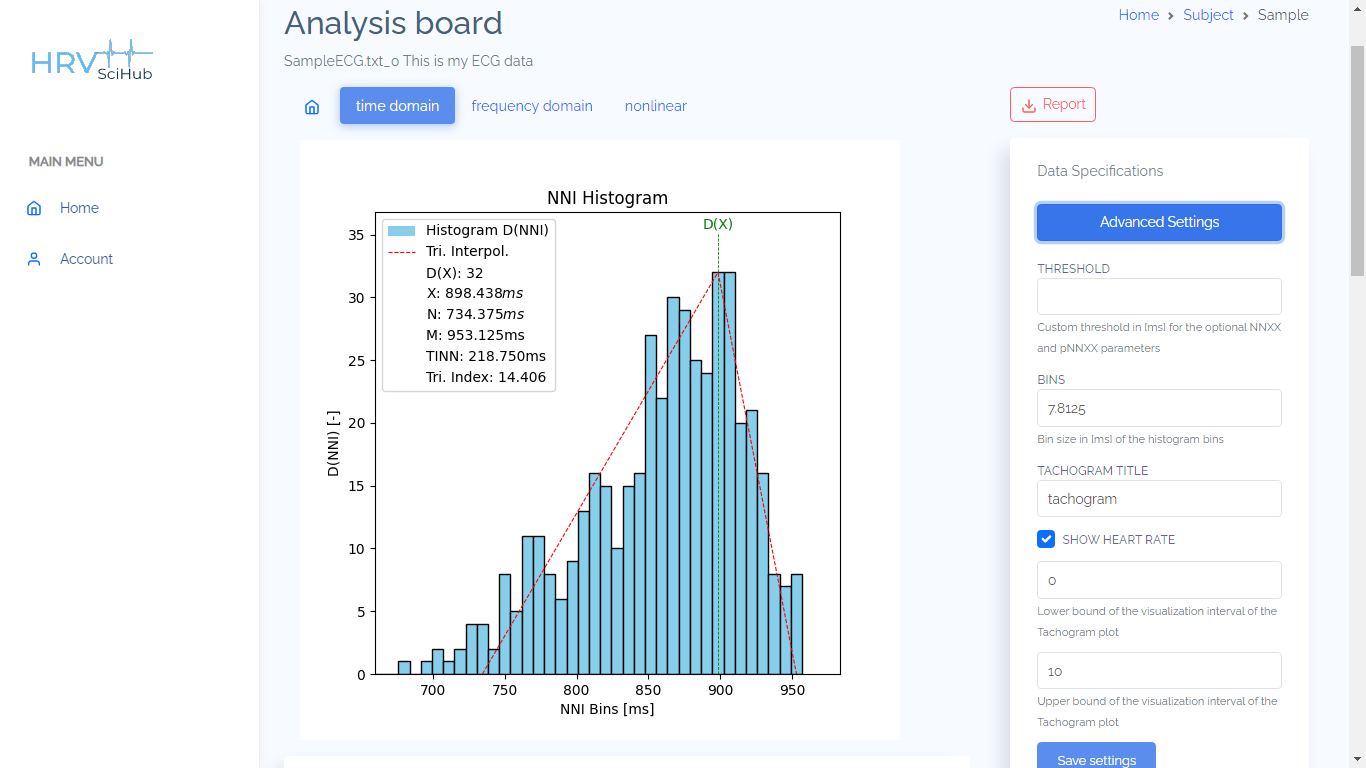 HRV
SciHub
MAIN MENU
Home
Account
Analysis board
Home > Subject > Sample
SampleECG.txt_0 This is my ECG data
time domain
frequency domain
nonlinear
Report
NNI Histogram
D(X)
Histogram D(NNI)
Tri. Interpol.
D(X): 32
X: 898.438ms
N: 734.375ms
M: 953.125ms
TINN: 218.750ms
Tri. Index: 14.406
35
30
25
20
15
10
5
0
D(NNI) [-]
700 750 800 850 900 950
NNI Bins [ms]
Data Specifications
Advanced Settings
THRESHOLD
Custom threshold in [ms] for the optional NNXX
and pNNXX parameters
BINS
7.8125
Bin size in [ms] of the histogram bins
TACHOGRAM TITLE
tachogram
SHOW HEART RATE
0
Lower bound of the visualization interval of the
Tachogram plot
10
Upper bound of the visualization interval of the
Tachogram plot
Save settings